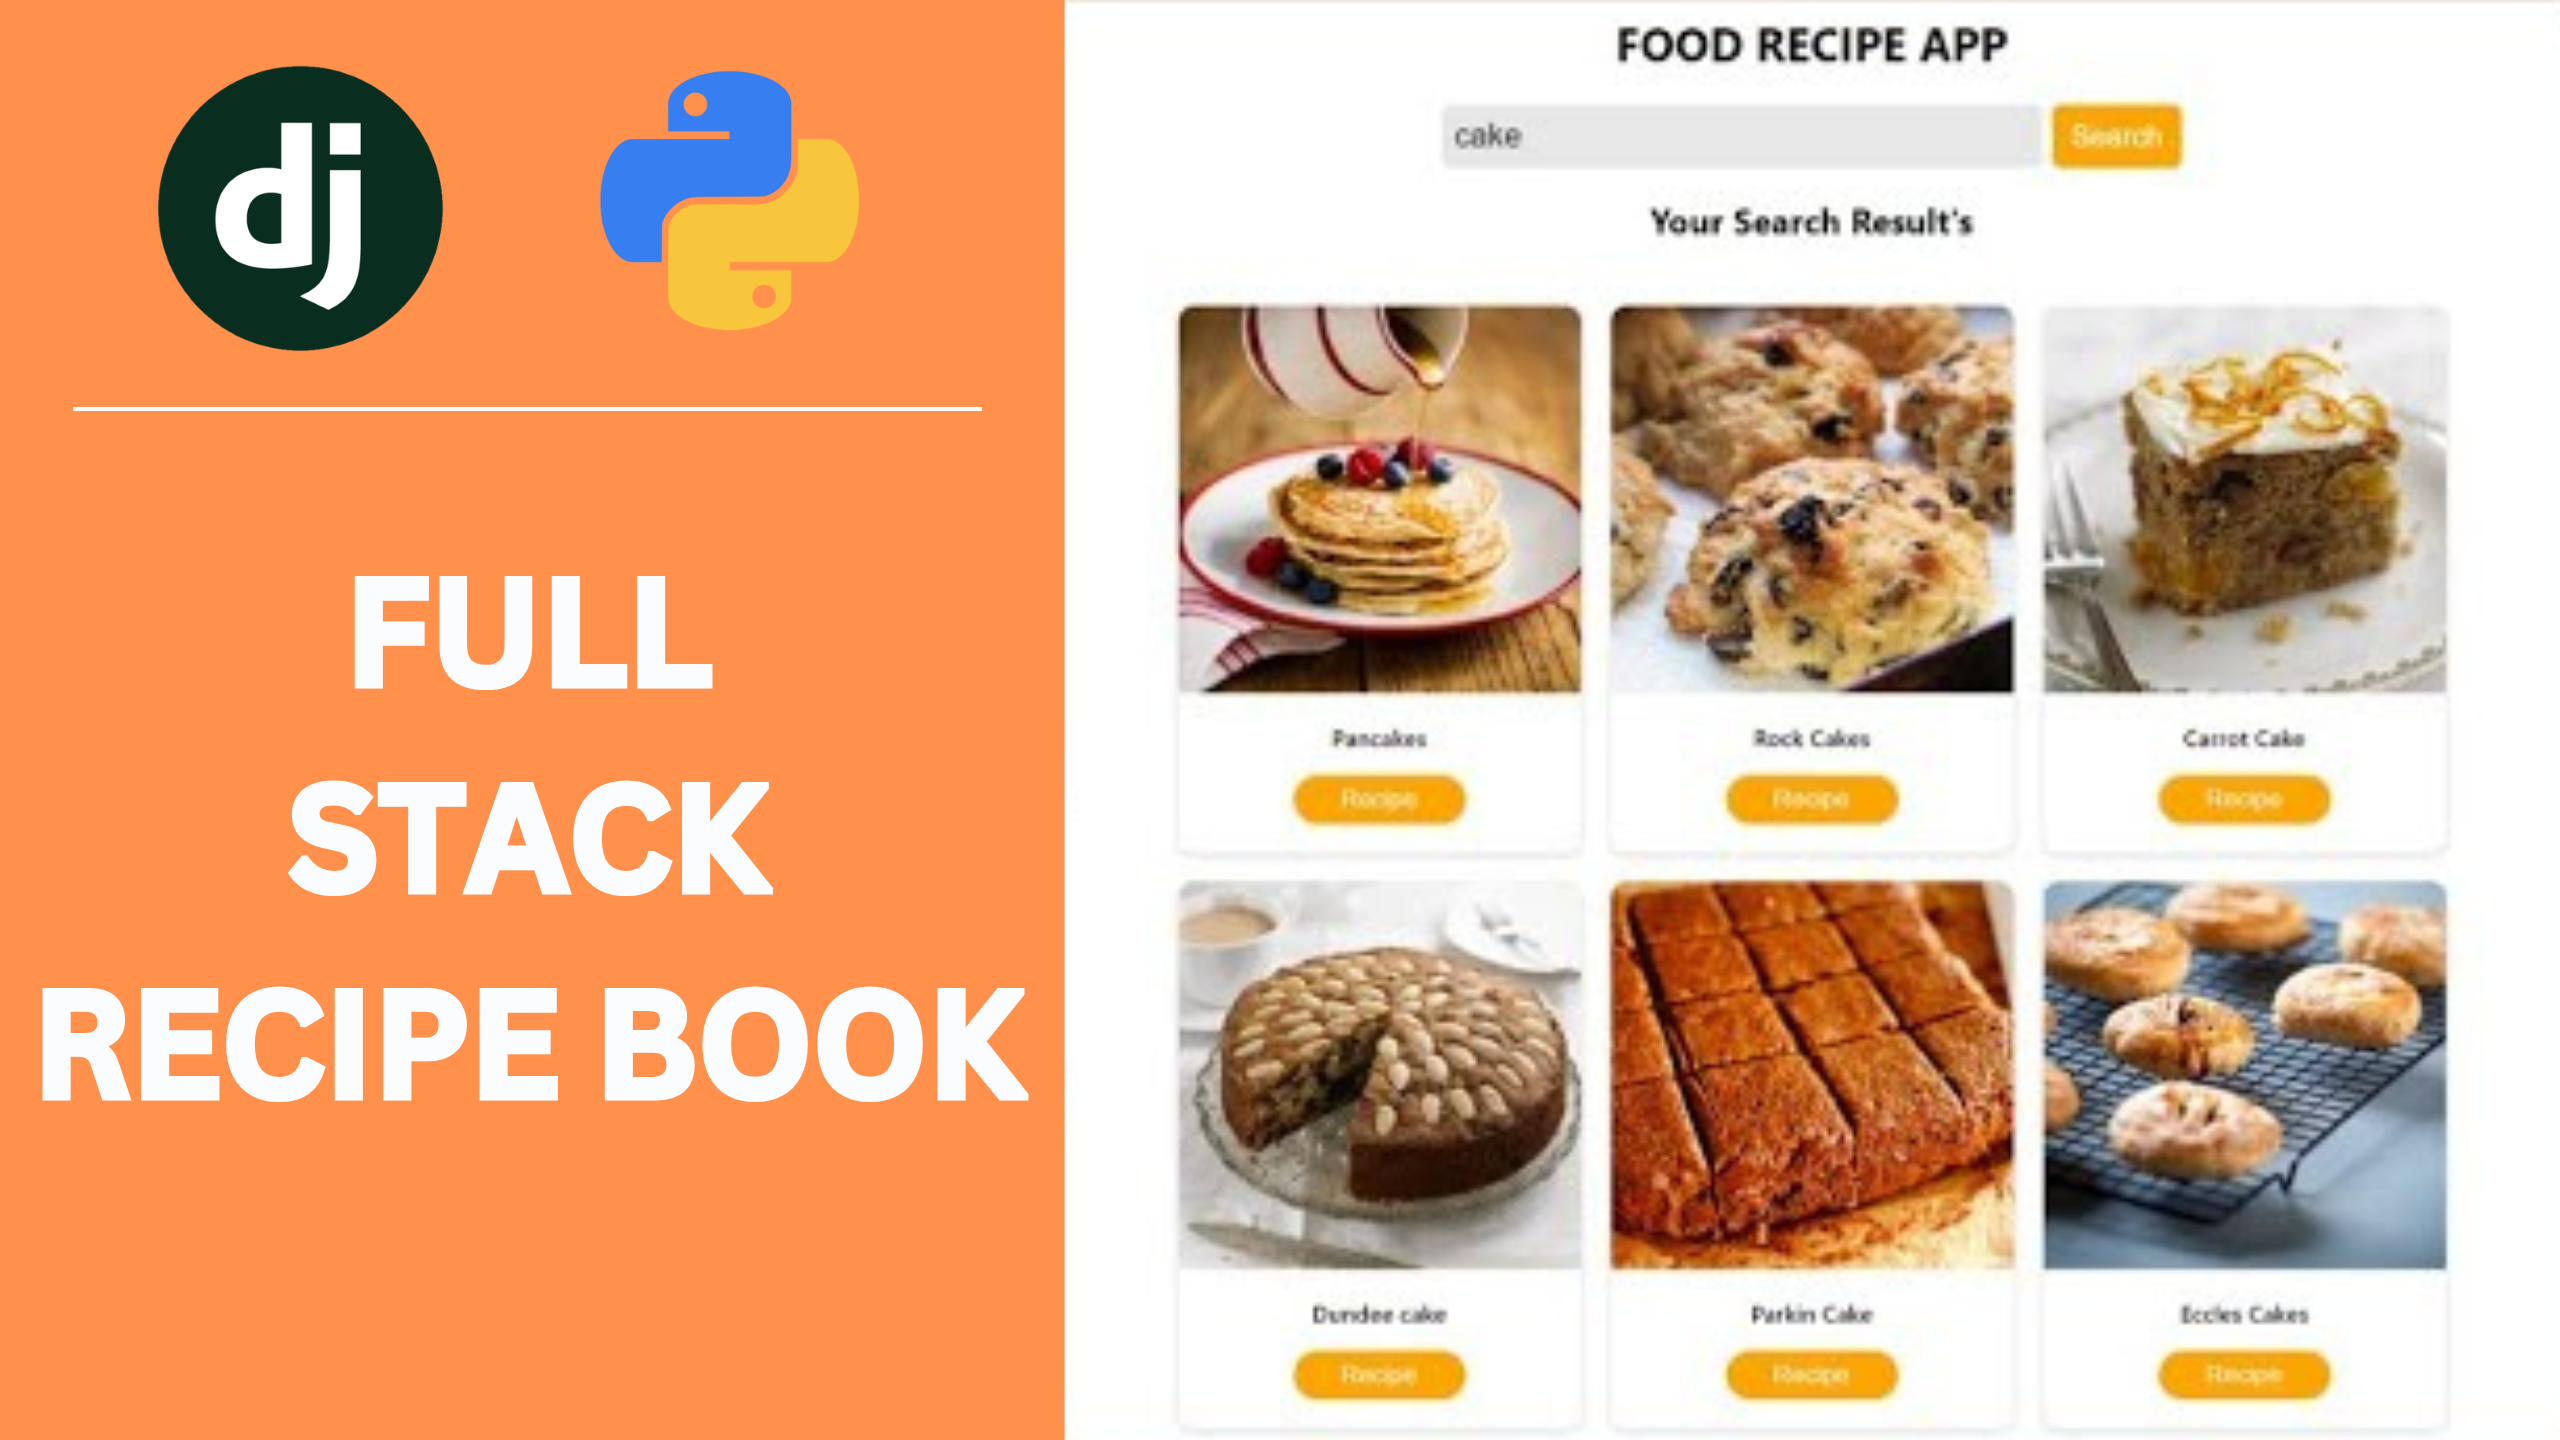 dj
FULL
STACK
RECIPE BOOK
FOOD RECIPE APP
cake
Search
Your Search Result's
Pancakes
Rock Cakes
Carrot Cake
Recipe
Recipe
Recipe
Dundee cake
Parkin Cake
Eccles Cakes
Recipe
Recipe
Recipe